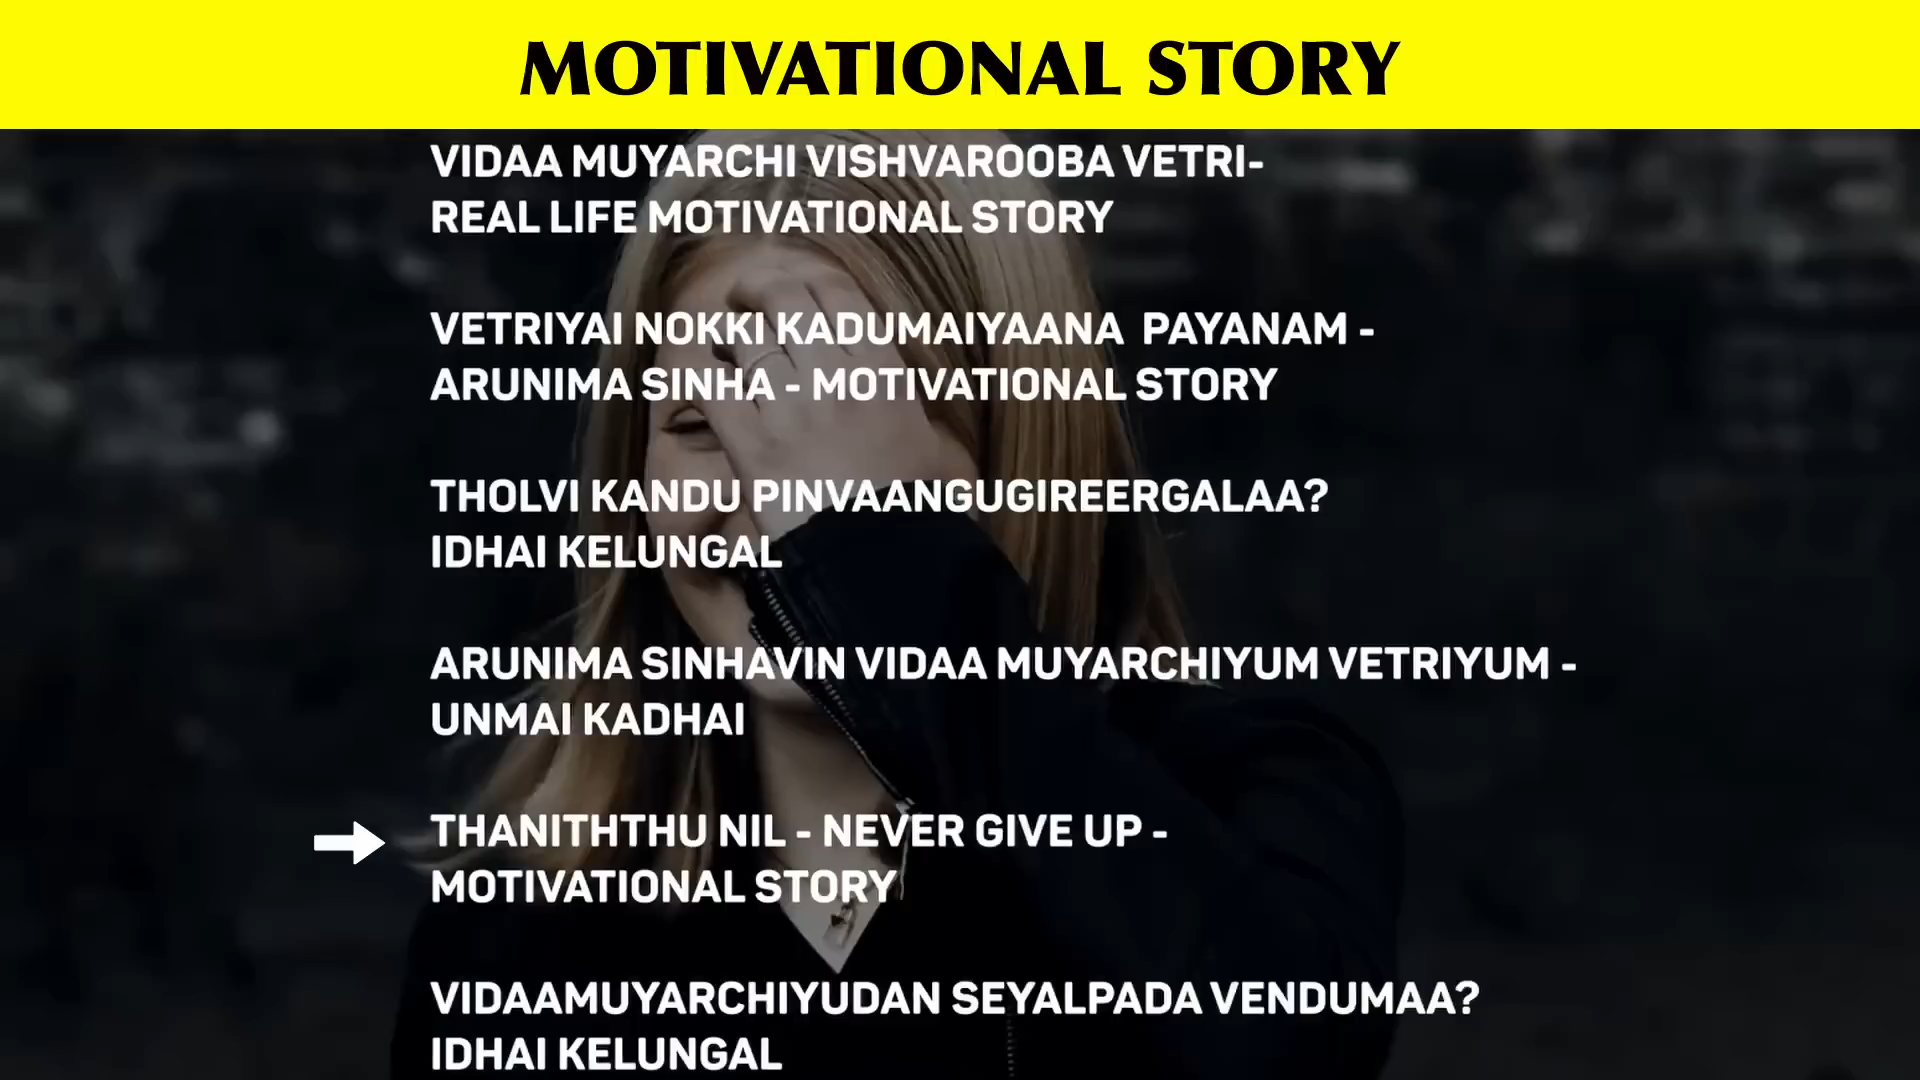 MOTIVATIONAL STORY
VIDAA MUYARCHI VISHVAROOBA VETRI-
REAL LIFE MOTIVATIONAL STORY
VETRIYAI NOKKI KADUMAIYAANA PAYANAM -
ARUNIMA SINHA - MOTIVATIONAL STORY
THOLVI KANDU PINVAANGUGIREERGALAA?
IDHAI KELUNGAL
ARUNIMA SINHAVIN VIDAA MUYARCHIYUM VETRIYUM -
UNMAI KADHAI
THANITHTHU NIL - NEVER GIVE UP -
MOTIVATIONAL STORY
VIDAAMUYARCHIYUDAN SEYALPADA VENDUMAA?
IDHAI KELUNGAL